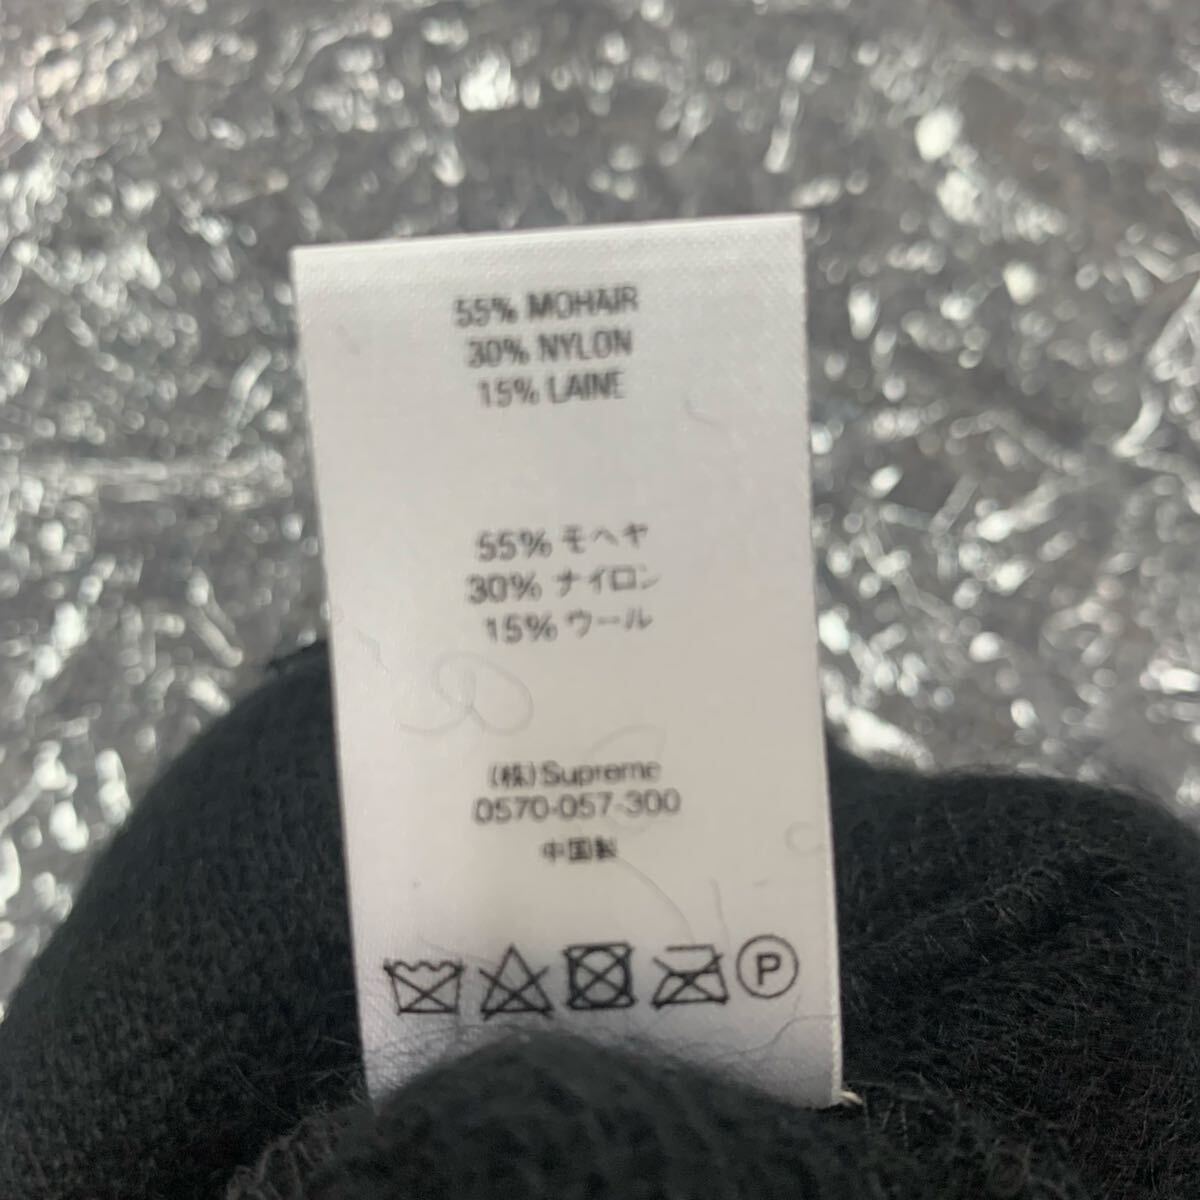 55% MOHAIR
30% NYLON
15% LAINE
55% モヘヤ
30% ナイロン
15% ウール
(株)Supreme
0570-057-300
中国製
P